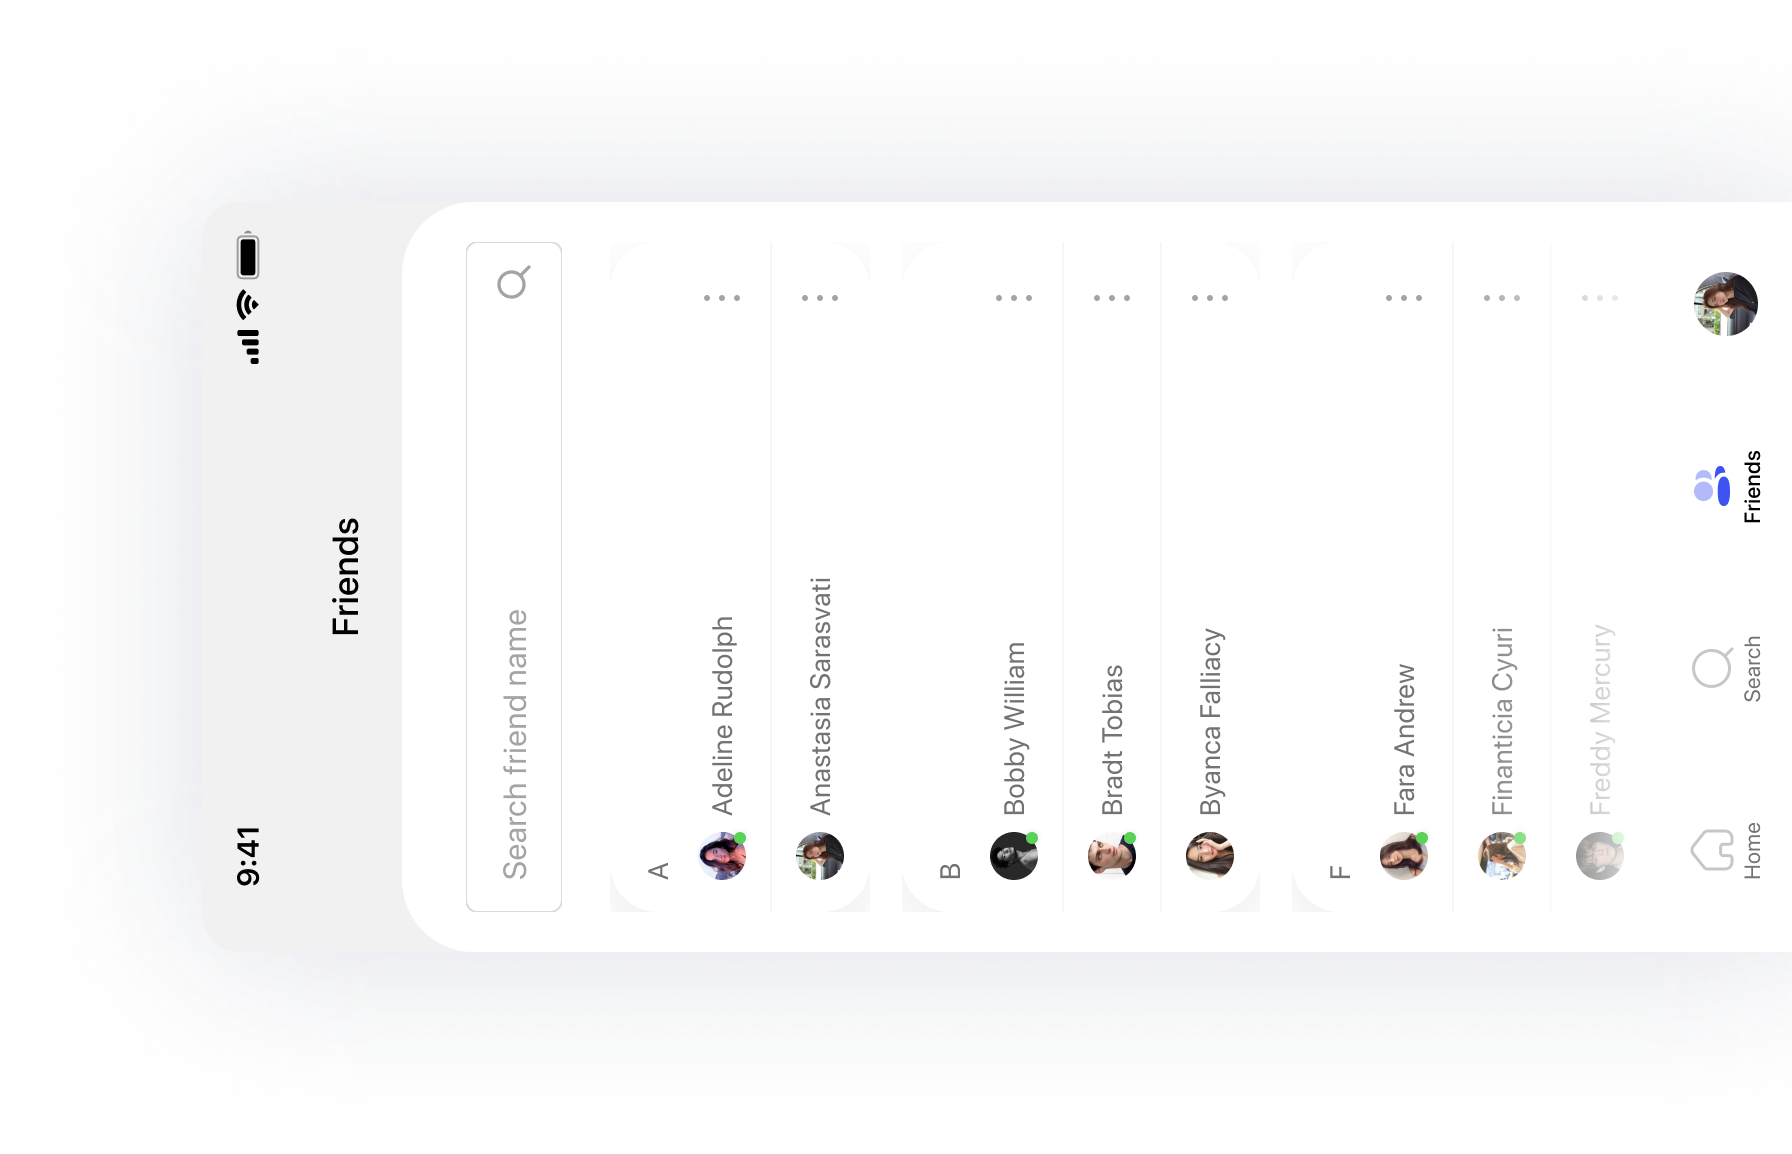 9:41
Friends
Search friend name
A
Adeline Rudolph
Anastasia Sarasvati
B
Bobby William
Bradt Tobias
Byanca Falliacy
F
Fara Andrew
Finanticia Cyuri
Freddy Mercury
Home
Search
Friends